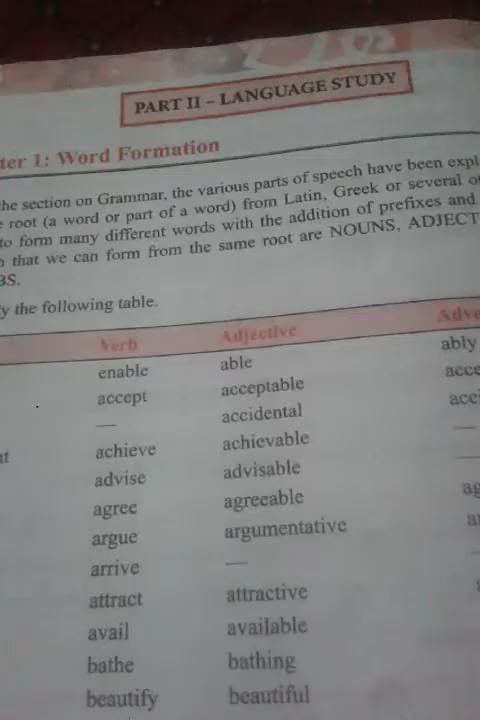 PART II – LANGUAGE STUDY
ter 1: Word Formation
he section on Grammar, the various parts of speech have been expl
root (a word or part of a word) from Latin, Greek or several o
to form many different words with the addition of prefixes and
that we can form from the same root are NOUNS, ADJECT
BS.
y the following table.
Verb Adjective Adve
enable able ably
accept acceptable acce
— accidental acci
achieve achievable —
advise advisable —
agree agreeable ag
argue argumentative
arrive — —
attract attractive
avail available
bathe bathing
beautify beautiful